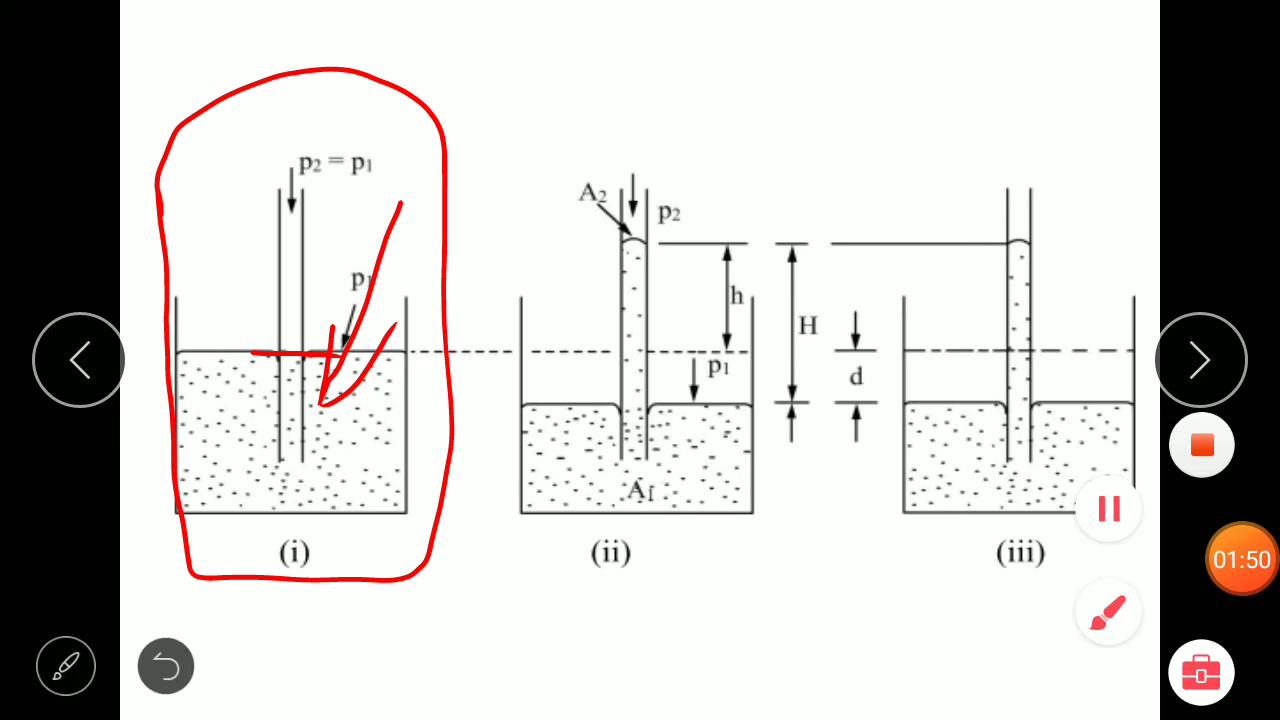 p2 = p1
p1
(i)
A2
p2
h
p1
A1
(ii)
H
d
(iii)
01:50